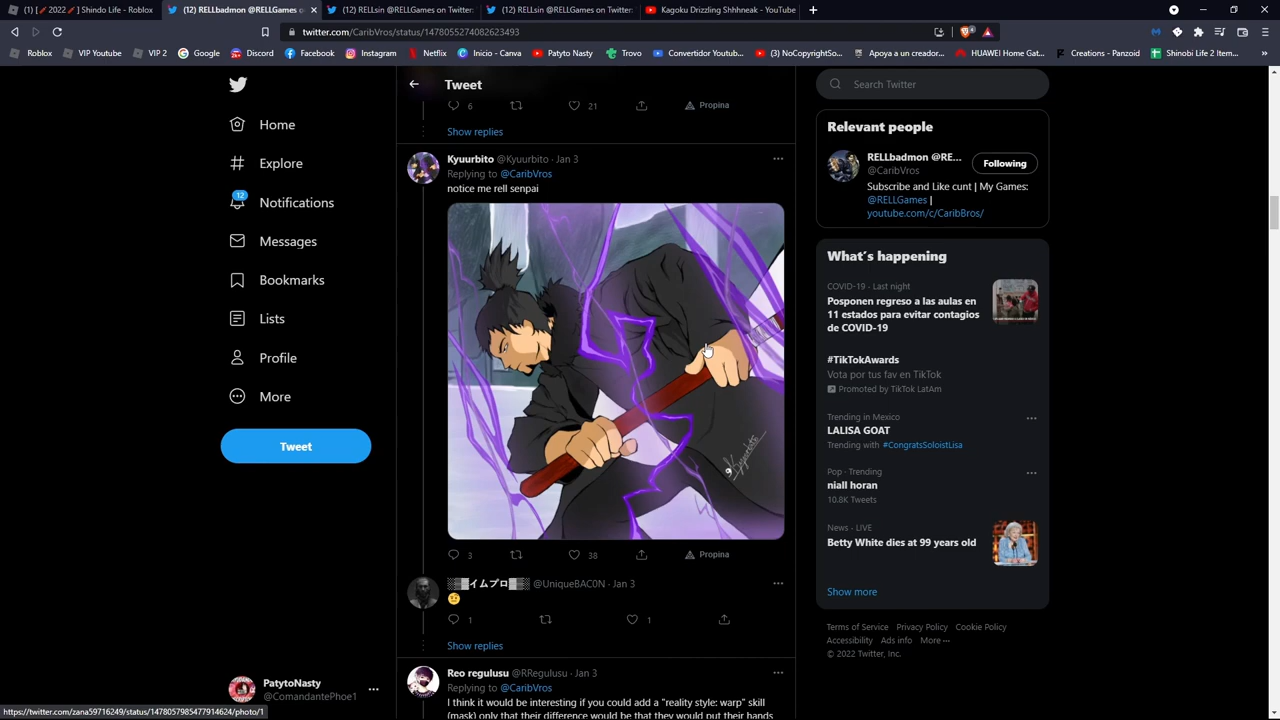 (1) [🥢2022🥢] Shindo Life - Roblox
(12) RELLbadmon @RELLGames o
(12) RELLsin @RELLGames on Twitter:
(12) RELLsin @RELLGames on Twitter:
Kagoku Drizzling Shhhneak - YouTube
twitter.com/CaribVros/status/1478055274082623493
Roblox
VIP Youtube
VIP 2
Google
Discord
Facebook
Instagram
Netflix
Inicio - Canva
Patyto Nasty
Trovo
Convertidor Youtub...
(3) NoCopyrightSo...
Apoya a un creador...
HUAWEI Home Gat...
Creations - Panzoid
Shinobi Life 2 Item...
Home
Explore
12
Notifications
Messages
Bookmarks
Lists
Profile
More
Tweet
PatytoNasty
@ComandantePhoe1
https://twitter.com/zana59716249/status/1478057985477914624/photo/1
Tweet
6
21
Propina
Show replies
Kyuurbito @Kyuurbito · Jan 3
Replying to @CaribVros
notice me rell senpai
3
38
Propina
░▒▓イムプロ▓▒░ @UniqueBAC0N · Jan 3
🤨
1
1
Show replies
Reo regulusu @RRegulusu · Jan 3
Replying to @CaribVros
I think it would be interesting if you could add a "reality style: warp" skill
(mask) only that their difference would be that they would put their hands
Search Twitter
Relevant people
RELLbadmon @RE...
Following
@CaribVros
Subscribe and Like cunt | My Games:
@RELLGames |
youtube.com/c/CaribBros/
What's happening
COVID-19 · Last night
Posponen regreso a las aulas en
11 estados para evitar contagios
de COVID-19
#TikTokAwards
Vota por tus fav en TikTok
Promoted by TikTok LatAm
Trending in Mexico
LALISA GOAT
Trending with #CongratsSoloistLisa
Pop · Trending
niall horan
10.8K Tweets
News · LIVE
Betty White dies at 99 years old
Show more
Terms of Service Privacy Policy Cookie Policy
Accessibility Ads info More ···
© 2022 Twitter, Inc.